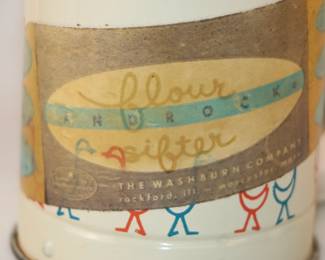 flour
ANDROCK
sifter
THE WASHBURN COMPANY
rockford, ill. — worcester, mass.